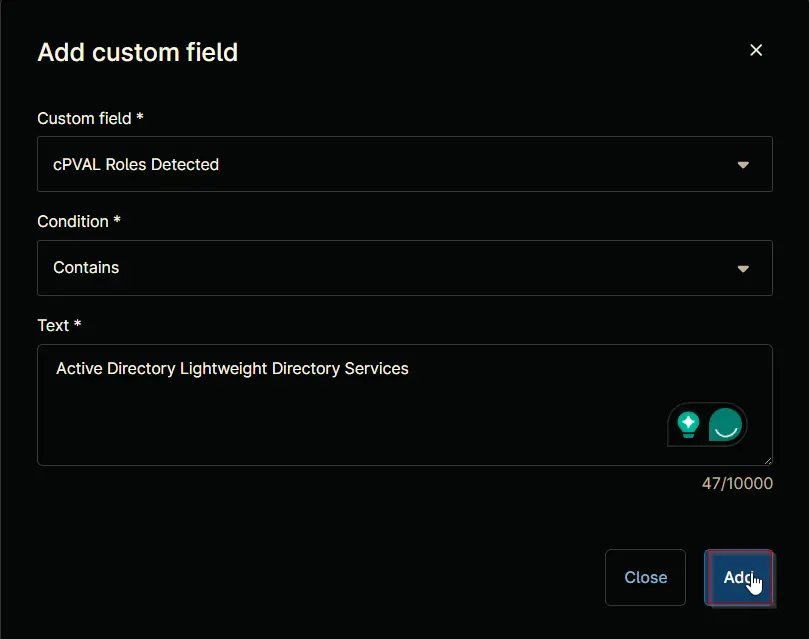 Add custom field
Custom field *
cPVAL Roles Detected
Condition *
Contains
Text *
Active Directory Lightweight Directory Services
47/10000
Close
Add